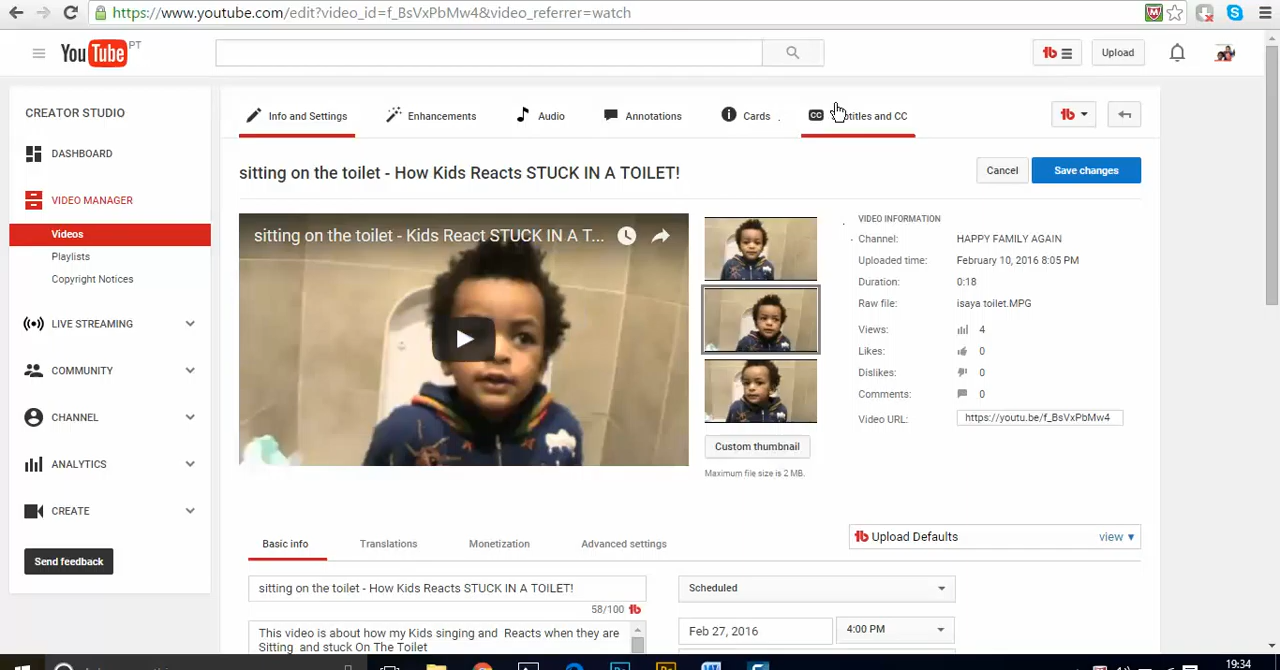 https://www.youtube.com/edit?video_id=f_BsVxPbMw4&video_referrer=watch
YouTube PT
Upload
CREATOR STUDIO
Info and Settings
Enhancements
Audio
Annotations
Cards
CC
and CC
DASHBOARD
sitting on the toilet - How Kids Reacts STUCK IN A TOILET!
Cancel
Save changes
VIDEO MANAGER
Videos
Playlists
Copyright Notices
LIVE STREAMING
COMMUNITY
CHANNEL
ANALYTICS
CREATE
Send feedback
sitting on the toilet - Kids React STUCK IN A T...
Custom thumbnail
Maximum file size is 2 MB.
VIDEO INFORMATION
Channel: HAPPY FAMILY AGAIN
Uploaded time: February 10, 2016 8:05 PM
Duration: 0:18
Raw file: isaya toilet.MPG
Views: 4
Likes: 0
Dislikes: 0
Comments: 0
Video URL: https://youtu.be/f_BsVxPbMw4
Basic info
Translations
Monetization
Advanced settings
tb Upload Defaults view ▾
sitting on the toilet - How Kids Reacts STUCK IN A TOILET!
58/100 tb
Scheduled
This video is about how my Kids singing and Reacts when they are
Sitting and stuck On The Toilet
Feb 27, 2016
4:00 PM
19:34